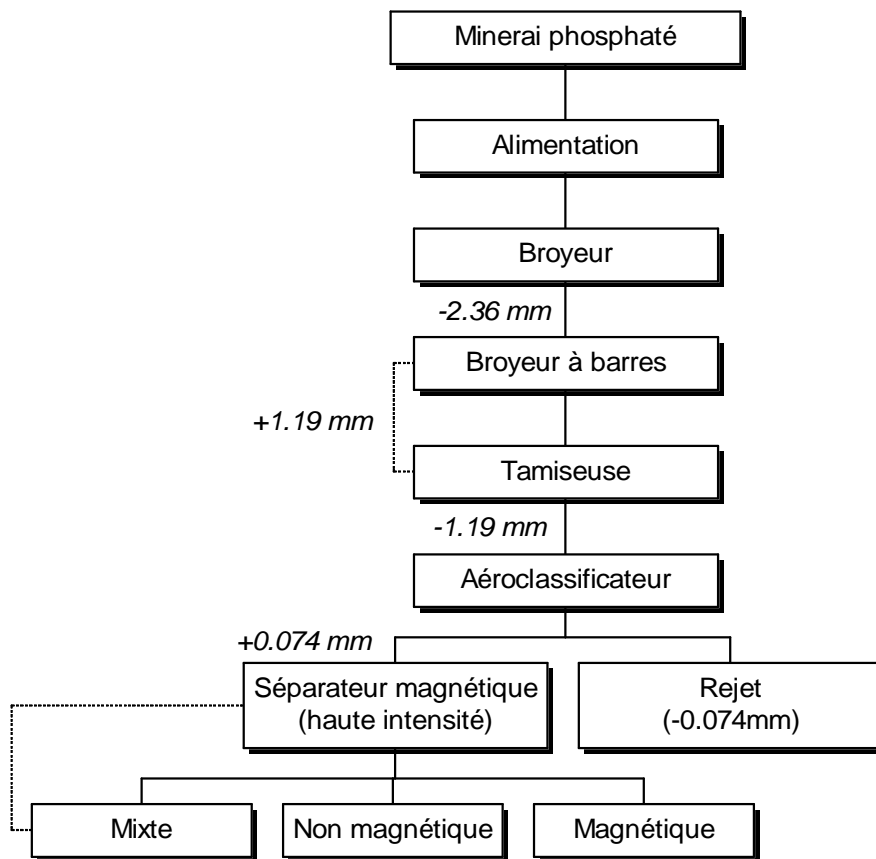 Minerai phosphaté
Alimentation
Broyeur
-2.36 mm
Broyeur à barres
+1.19 mm
Tamiseuse
-1.19 mm
Aéroclassificateur
+0.074 mm
Séparateur magnétique
(haute intensité)
Rejet
(-0.074mm)
Mixte
Non magnétique
Magnétique